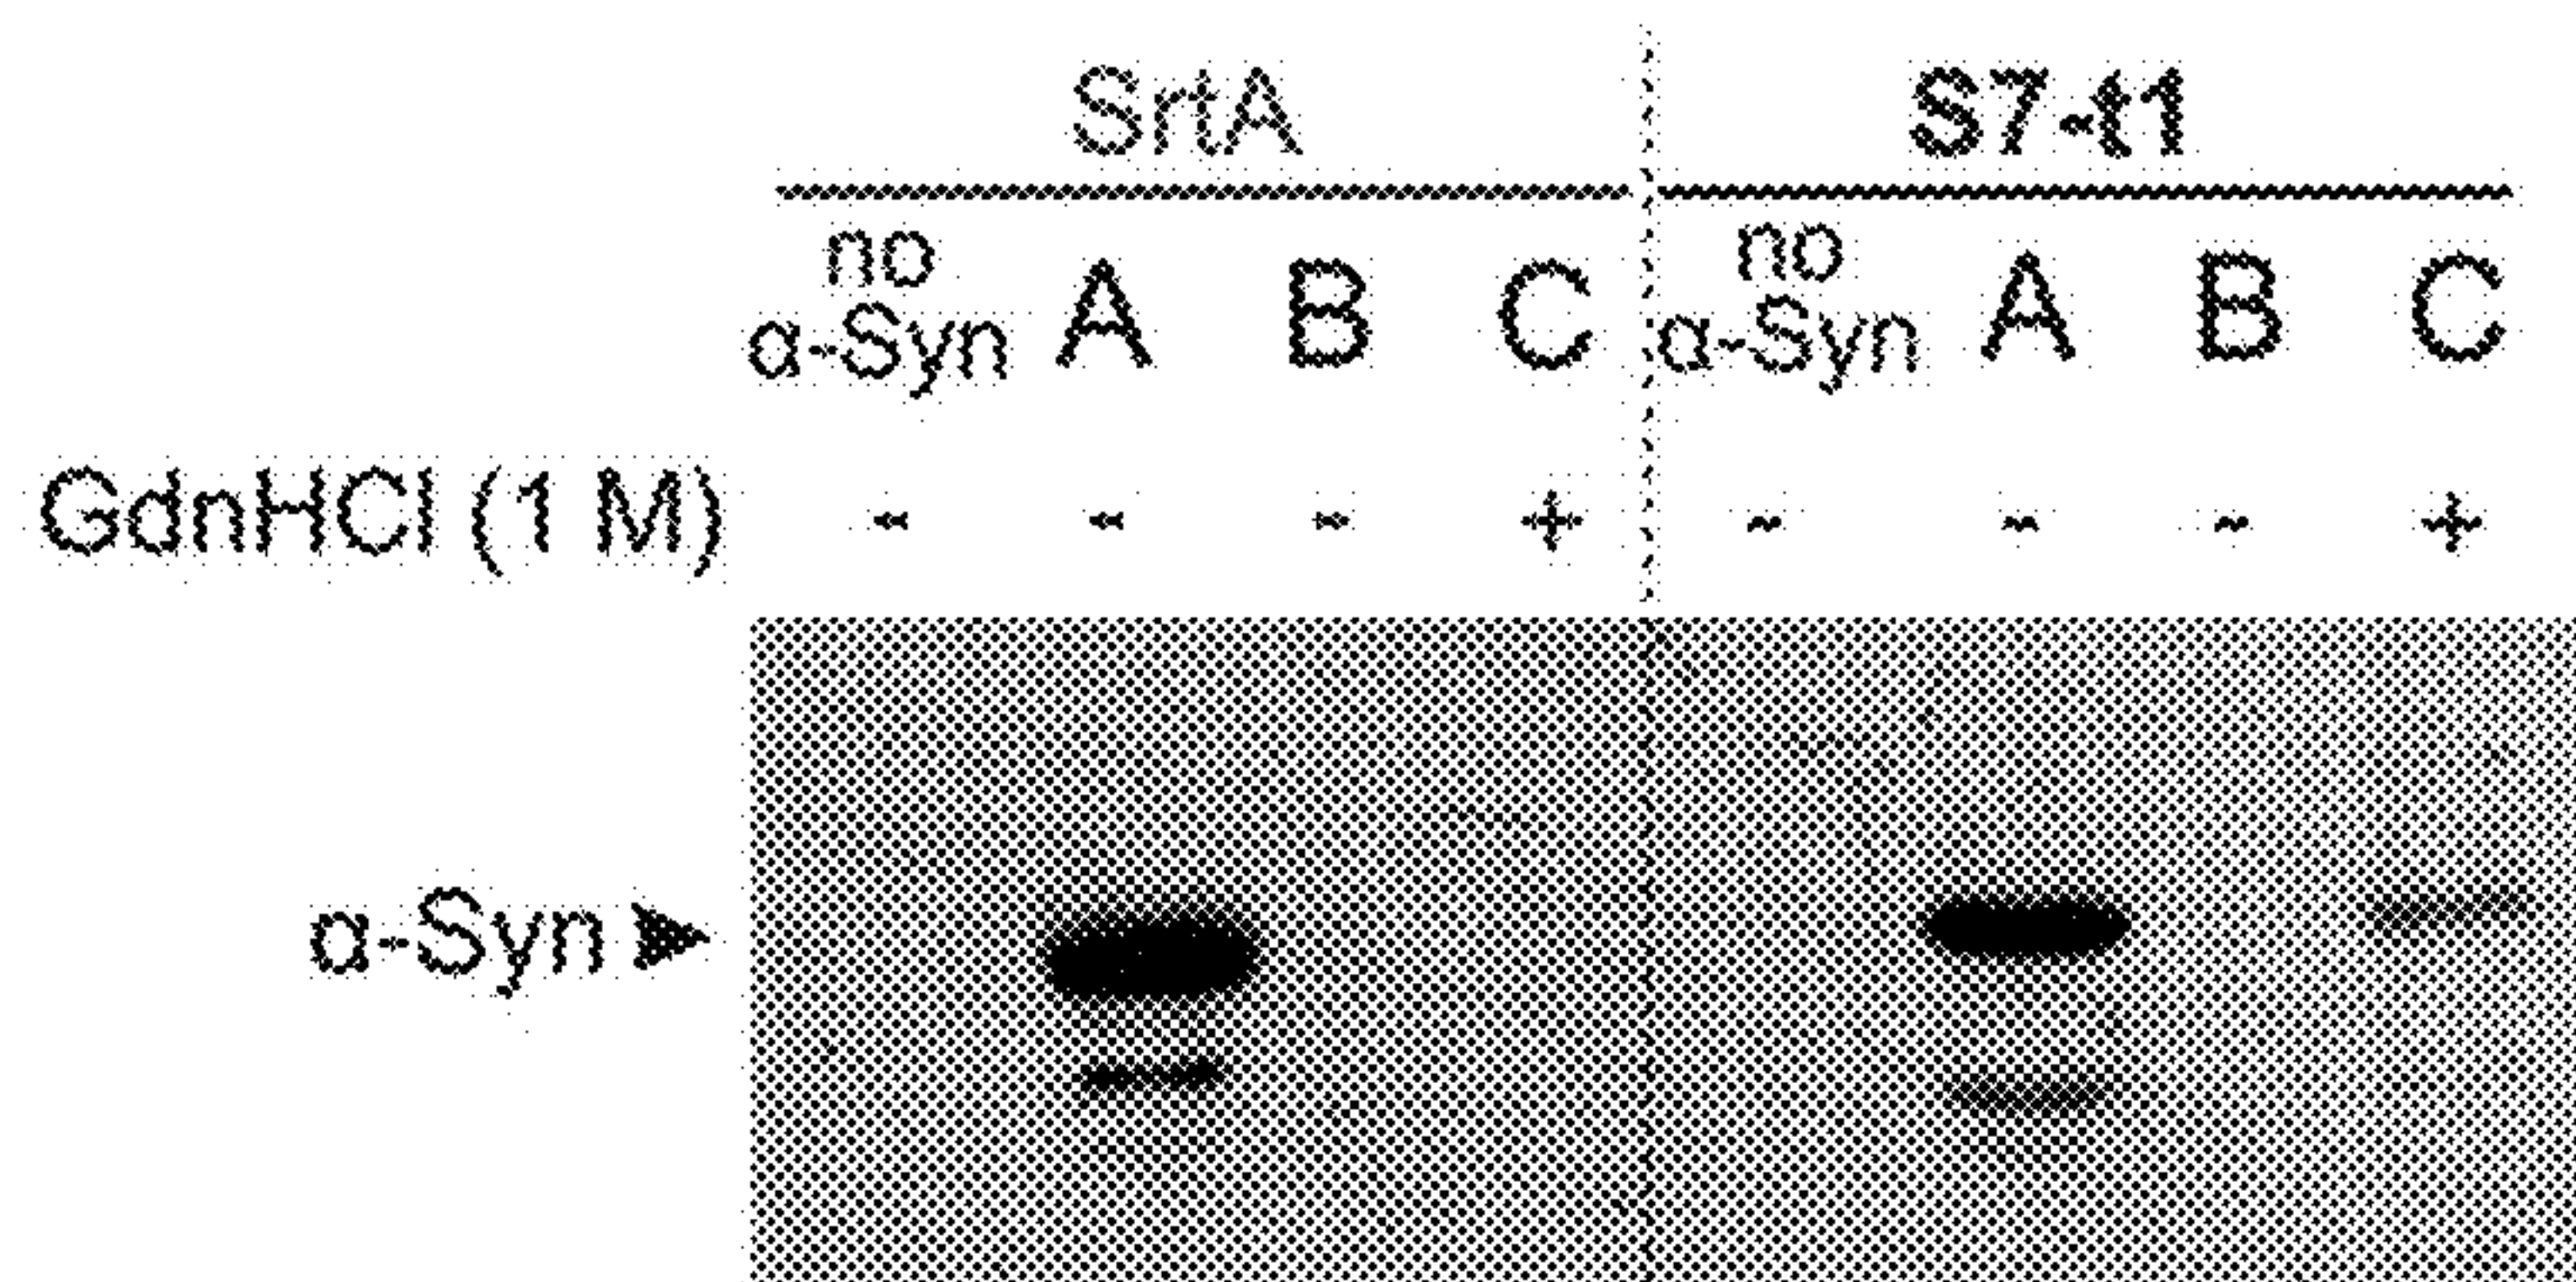 SrtA S7-t1
no α-Syn A B C no α-Syn A B C
GdnHCl (1 M) - - - + - - - +
α-Syn